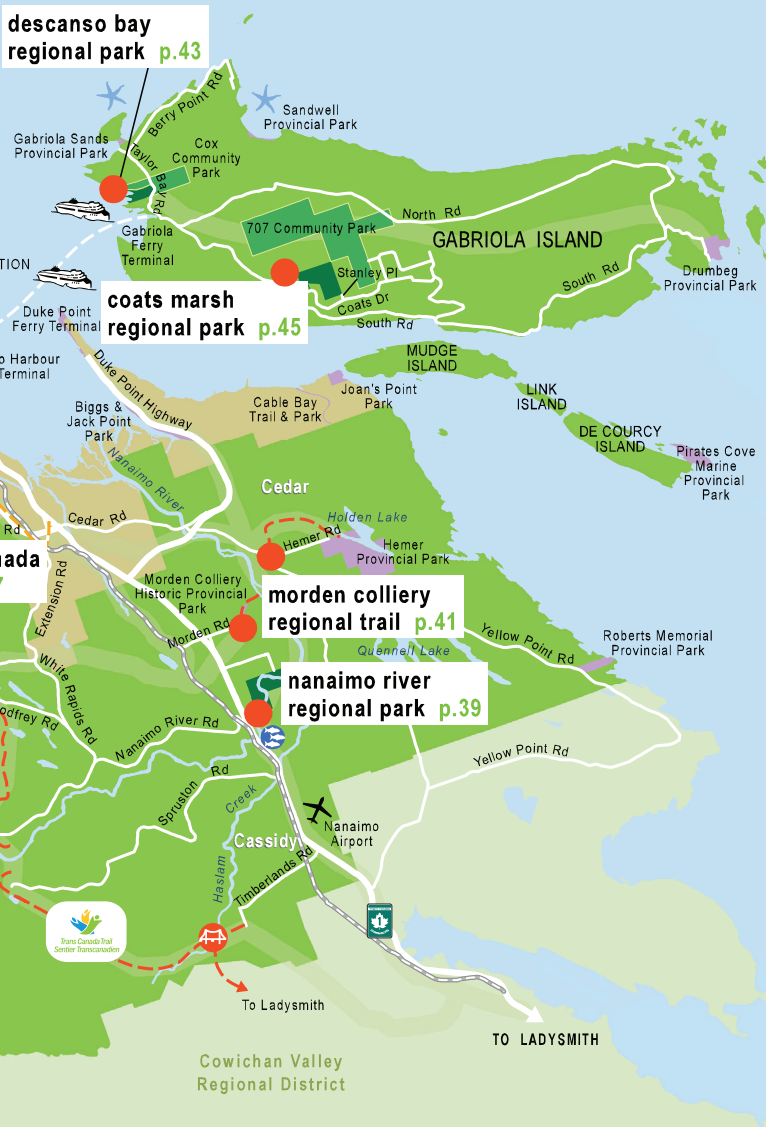 descanso bay
regional park p.43
Berry Point Rd
Sandwell
Provincial Park
Gabriola Sands
Provincial Park
Taylor Bay Rd
Cox
Community
Park
North Rd
707 Community Park
GABRIOLA ISLAND
Gabriola
Ferry
Terminal
TION
Stanley Pl
South Rd
Drumbeg
Provincial Park
coats marsh
regional park p.45
Coats Dr
South Rd
Duke Point
Ferry Terminal
o Harbour
Terminal
Duke Point Highway
MUDGE
ISLAND
Joan's Point
Park
Cable Bay
Trail & Park
LINK
ISLAND
Biggs &
Jack Point
Park
DE COURCY
ISLAND
Pirates Cove
Marine
Provincial
Park
Nanaimo River
Cedar
Holden Lake
Cedar Rd
Rd
Hemer Rd
Hemer
Provincial Park
nada
Extension Rd
Morden Colliery
Historic Provincial
Park
morden colliery
regional trail p.41
Morden Rd
Yellow Point Rd
Roberts Memorial
Provincial Park
Quennell Lake
White Rapids Rd
nanaimo river
regional park p.39
odfrey Rd
Nanaimo River Rd
Yellow Point Rd
Spruston Rd
Haslam Creek
Nanaimo
Airport
Cassidy
Timberlands Rd
1
Trans Canada Trail
Sentier Transcanadien
To Ladysmith
TO LADYSMITH
Cowichan Valley
Regional District